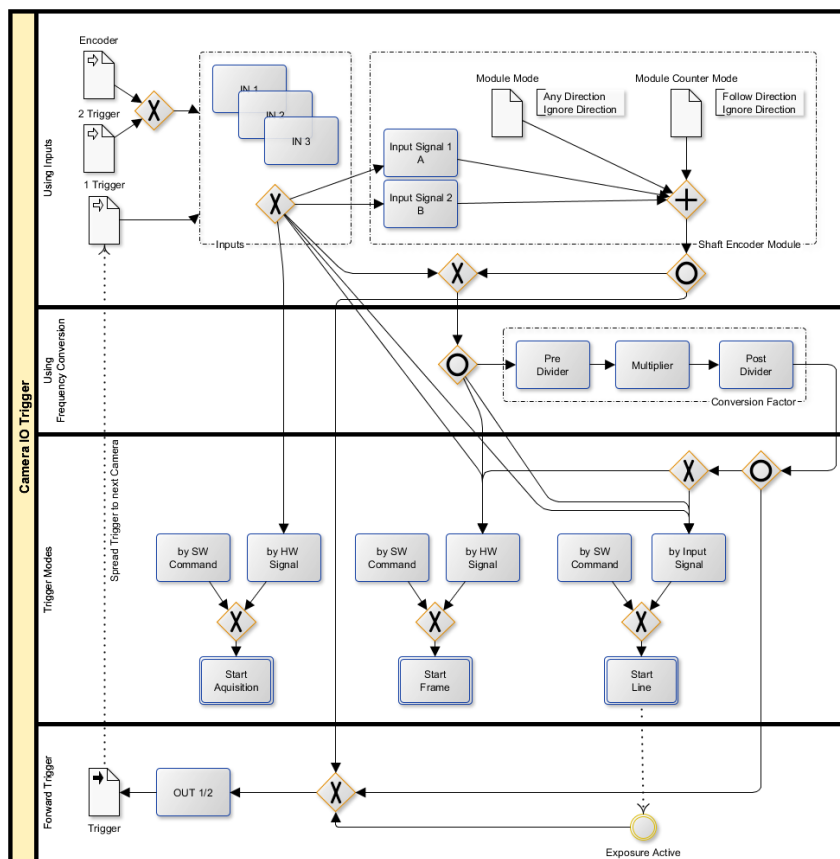 Camera IO Trigger
Using Inputs
Encoder
2 Trigger
1 Trigger
IN 1
IN 2
IN 3
Inputs
Input Signal 1
A
Input Signal 2
B
Module Mode
Any Direction
Ignore Direction
Module Counter Mode
Follow Direction
Ignore Direction
Shaft Encoder Module
Using
Frequency Conversion
Pre
Divider
Multiplier
Post
Divider
Conversion Factor
Trigger Modes
Spread Trigger to next Camera
by SW
Command
by HW
Signal
Start
Aquisition
by SW
Command
by HW
Signal
Start
Frame
by SW
Command
by Input
Signal
Start
Line
Forward Trigger
Trigger
OUT 1/2
Exposure Active